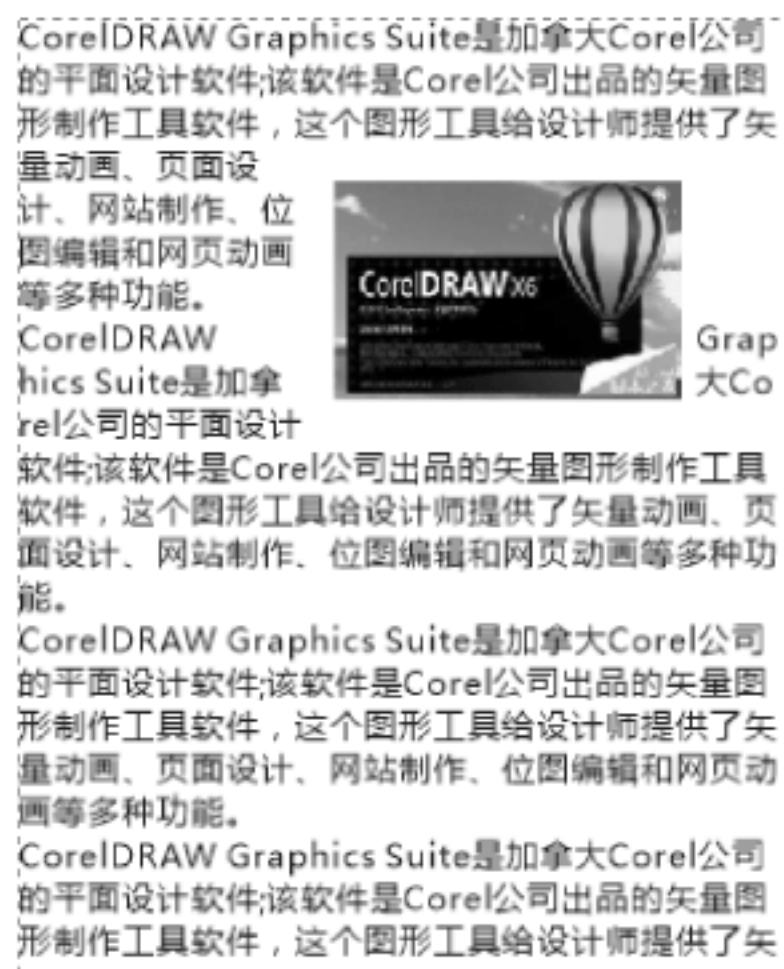 CorelDRAW Graphics Suite是加拿大Corel公司
的平面设计软件;该软件是Corel公司出品的矢量图
形制作工具软件，这个图形工具给设计师提供了矢
量动画、页面设
计、网站制作、位
图编辑和网页动画
等多种功能。
CorelDRAW Grap
hics Suite是加拿 大Co
rel公司的平面设计
CorelDRAW X6
软件;该软件是Corel公司出品的矢量图形制作工具
软件，这个图形工具给设计师提供了矢量动画、页
面设计、网站制作、位图编辑和网页动画等多种功
能。
CorelDRAW Graphics Suite是加拿大Corel公司
的平面设计软件;该软件是Corel公司出品的矢量图
形制作工具软件，这个图形工具给设计师提供了矢
量动画、页面设计、网站制作、位图编辑和网页动
画等多种功能。
CorelDRAW Graphics Suite是加拿大Corel公司
的平面设计软件;该软件是Corel公司出品的矢量图
形制作工具软件，这个图形工具给设计师提供了矢